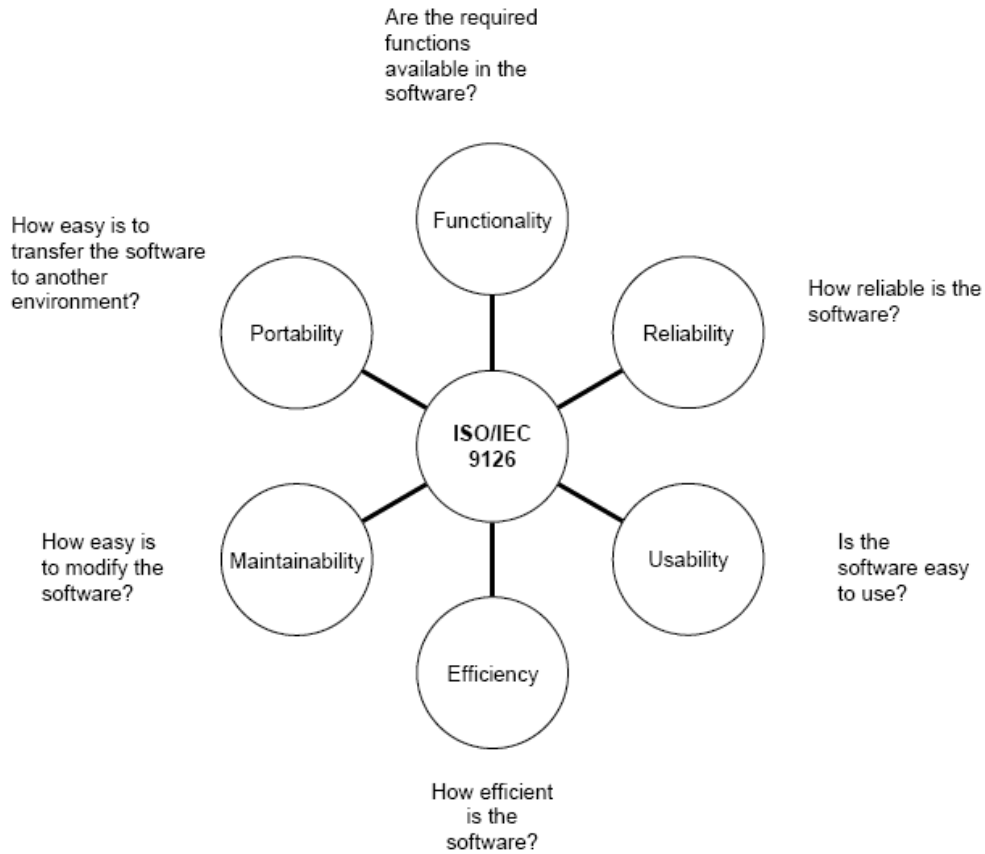 Are the required
functions
available in the
software?
Functionality
How easy is to
transfer the software
to another
environment?
Portability
Reliability
How reliable is the
software?
ISO/IEC
9126
How easy is
to modify the
software?
Maintainability
Usability
Is the
software easy
to use?
Efficiency
How efficient
is the
software?